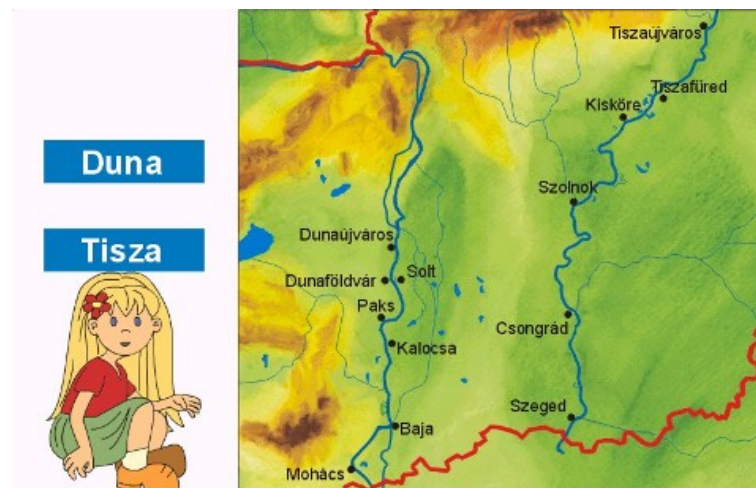 Duna
Tisza
Tiszaújváros
Tiszafüred
Kisköre
Szolnok
Dunaújváros
Dunaföldvár
Solt
Paks
Csongrád
Kalocsa
Szeged
Baja
Mohács